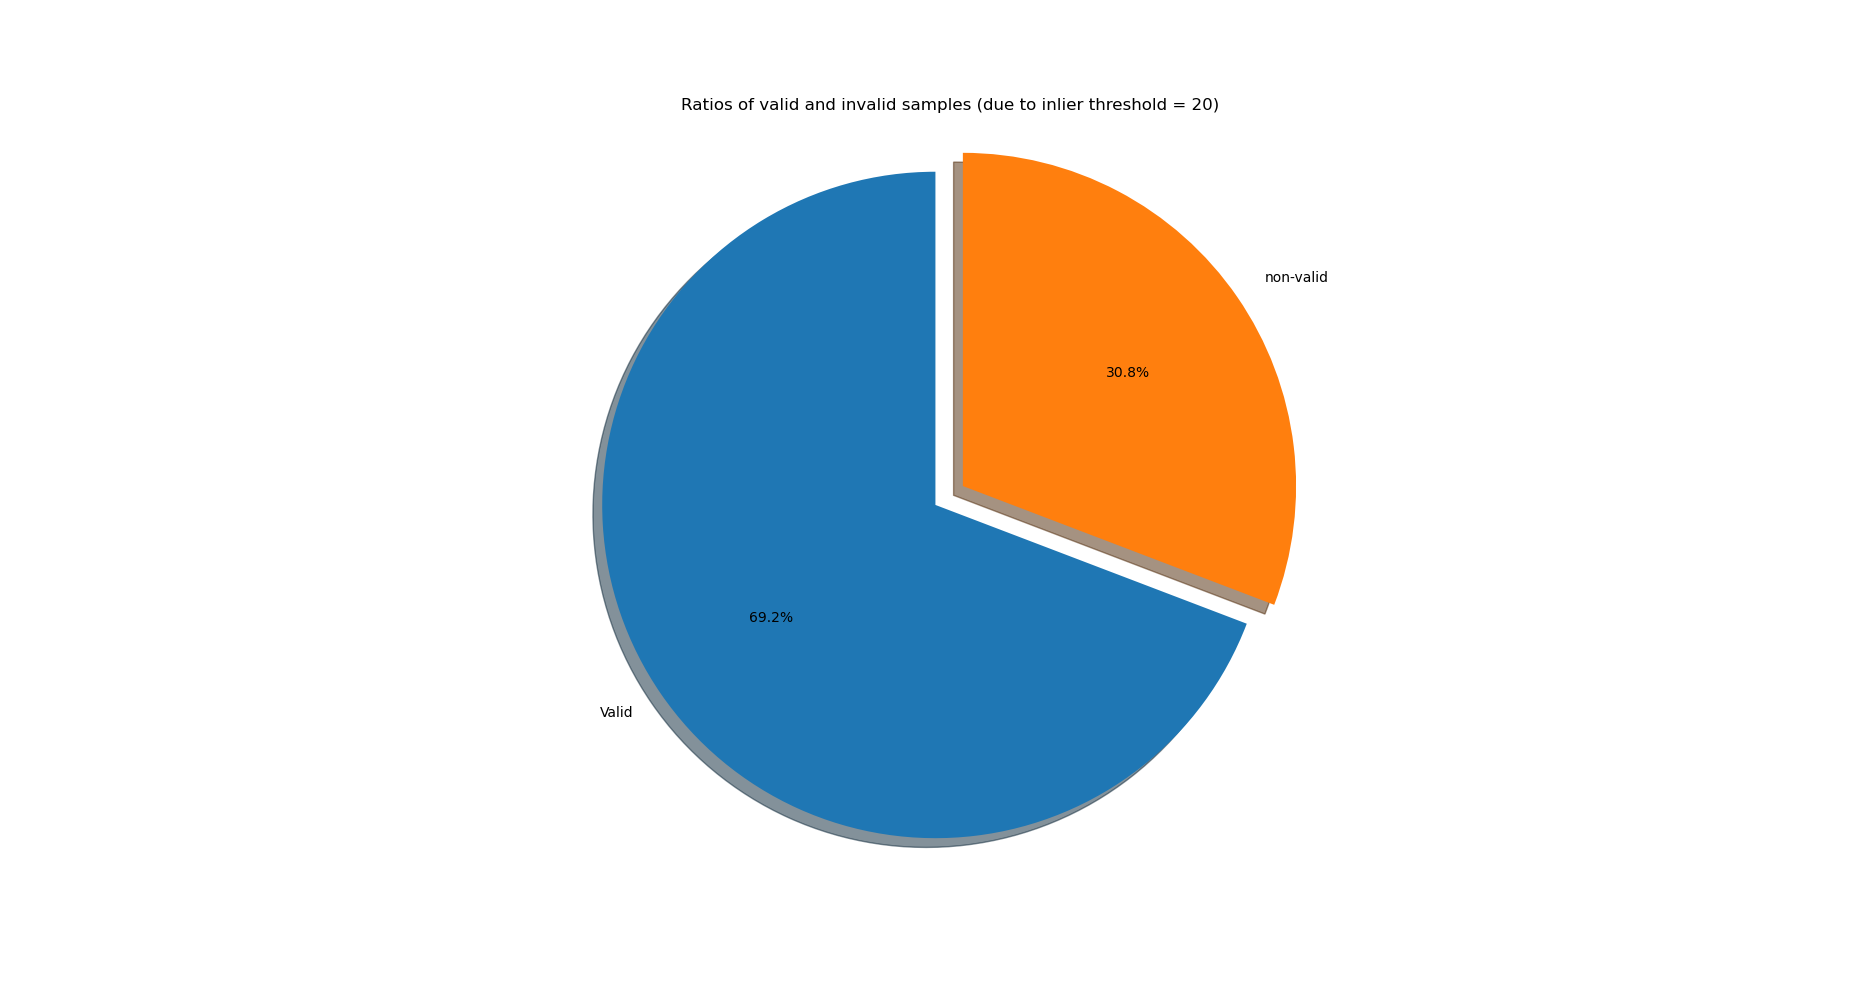 Ratios of valid and invalid samples (due to inlier threshold = 20)
non-valid
30.8%
69.2%
Valid